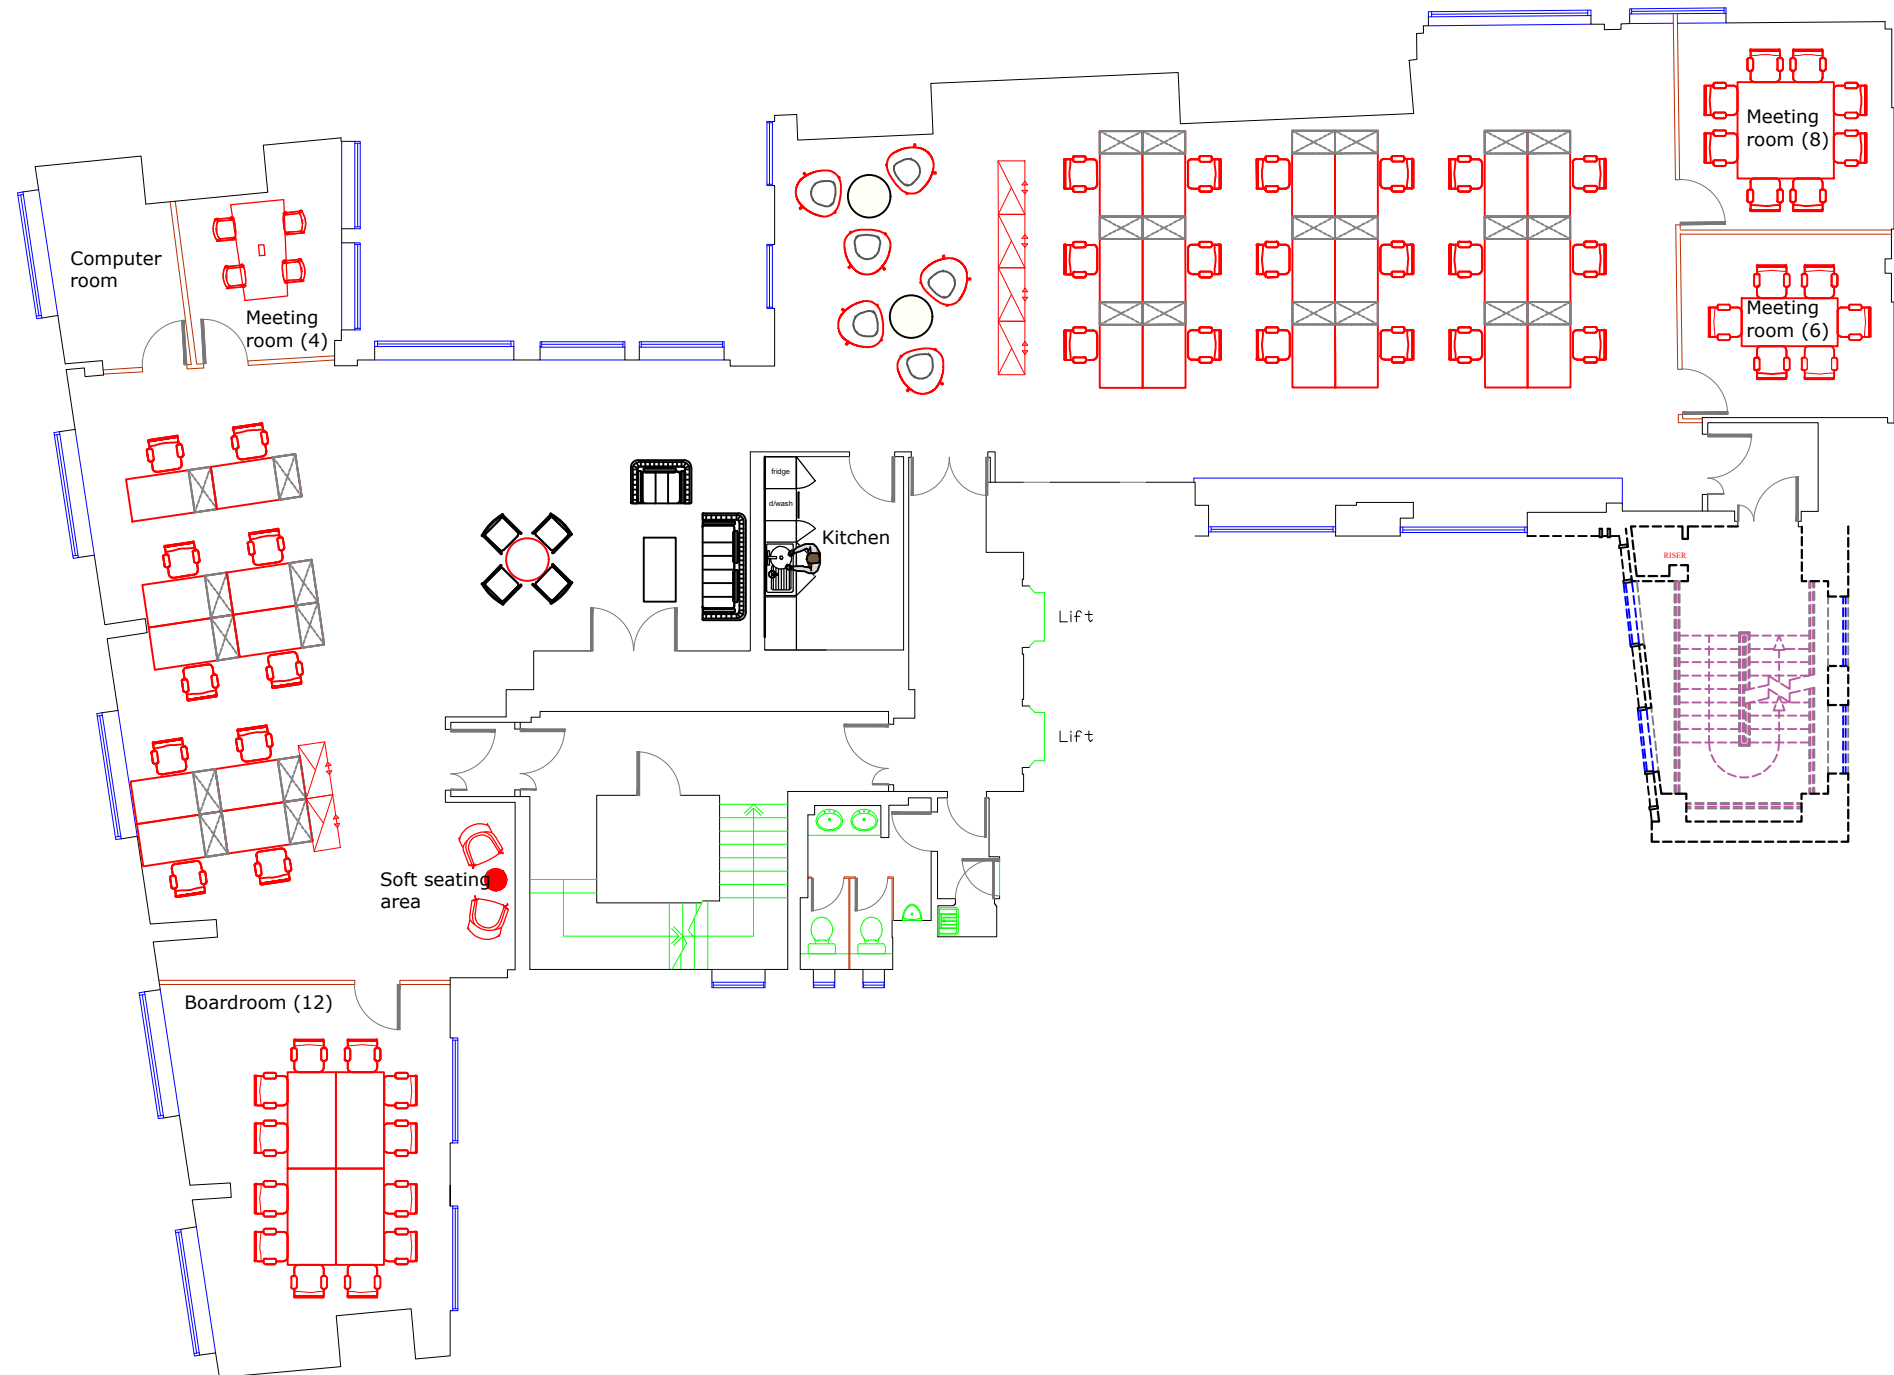 Meeting
room (8)
Computer
room
Meeting
room (4)
Meeting
room (6)
fridge
d/wash
Kitchen
RISER
Lift
Lift
Soft seating
area
Boardroom (12)